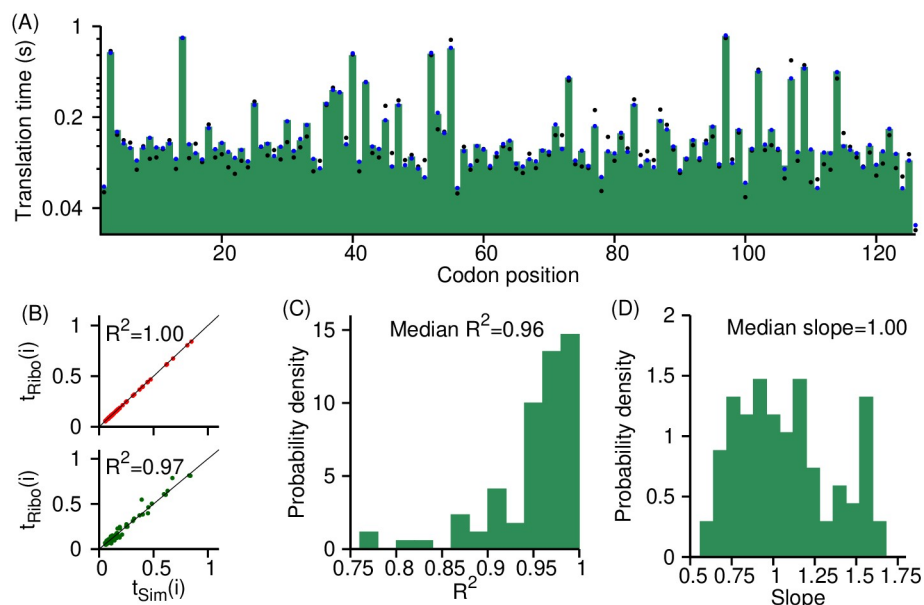 (A)
Translation time (s)
1
0.2
0.04
20 40 60 80 100 120
Codon position
(B)
R²=1.00
tRibo(i)
1
0.5
0
R²=0.97
tRibo(i)
1
0.5
0
0 0.5 1
tSim(i)
(C)
Median R²=0.96
Probability density
15
10
5
0
0.75 0.8 0.85 0.9 0.95 1.00
R²
(D)
Median slope=1.00
Probability density
2
1.5
1
0.5
0
0.5 0.75 1 1.25 1.5 1.75
Slope